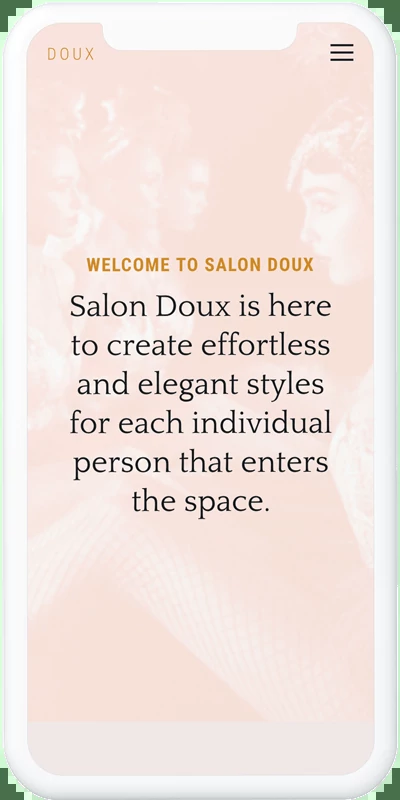 DOUX
WELCOME TO SALON DOUX
Salon Doux is here
to create effortless
and elegant styles
for each individual
person that enters
the space.